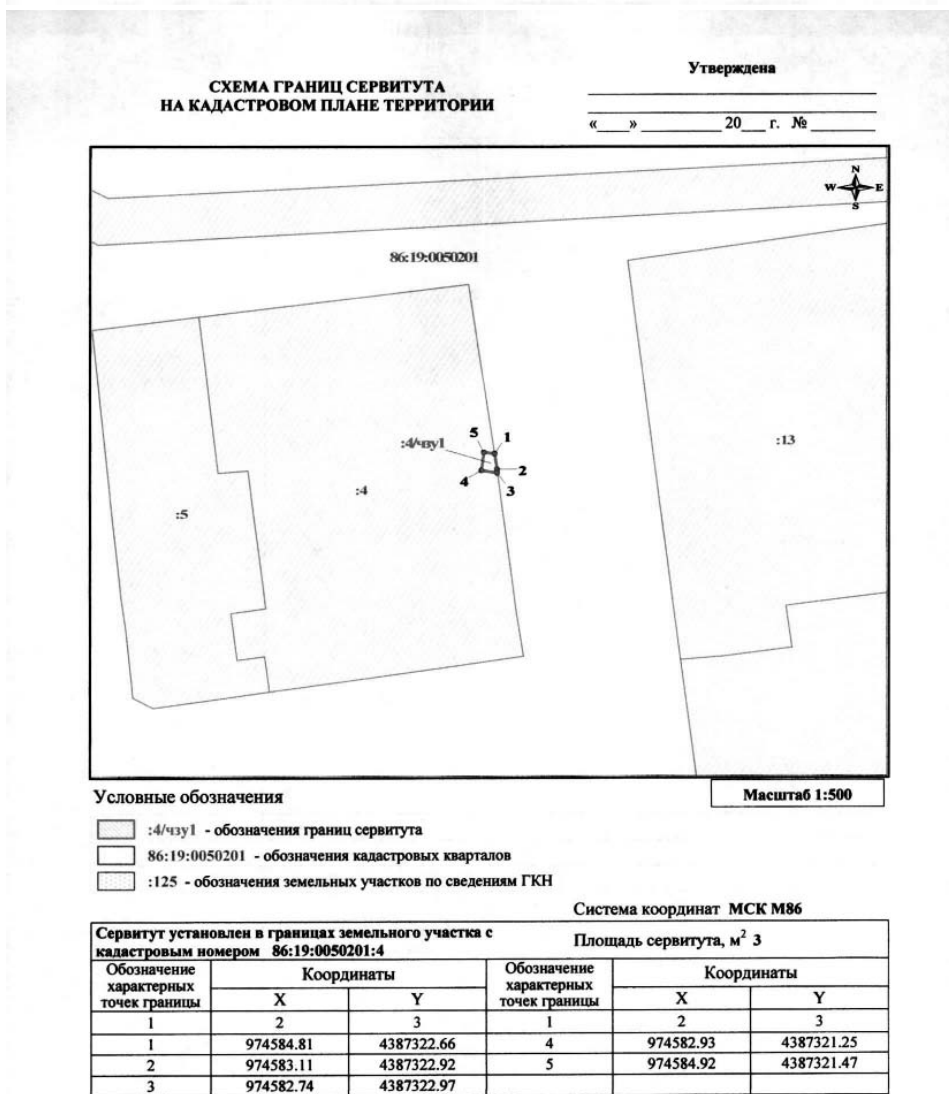 Утверждена
СХЕМА ГРАНИЦ СЕРВИТУТА
НА КАДАСТРОВОМ ПЛАНЕ ТЕРРИТОРИИ
«____» __________ 20___ г. № ________
N
W E
S
86:19:0050201
5 1
:4/чзу1
:13
2
4
3
:4
:5
Условные обозначения
Масштаб 1:500
:4/чзу1 - обозначения границ сервитута
86:19:0050201 - обозначения кадастровых кварталов
:125 - обозначения земельных участков по сведениям ГКН
Система координат МСК М86
Сервитут установлен в границах земельного участка с
кадастровым номером 86:19:0050201:4
Площадь сервитута, м² 3
Обозначение характерных точек границы Координаты Обозначение характерных точек границы Координаты
X Y X Y
1 2 3 1 2 3
1 974584.81 4387322.66 4 974582.93 4387321.25
2 974583.11 4387322.92 5 974584.92 4387321.47
3 974582.74 4387322.97